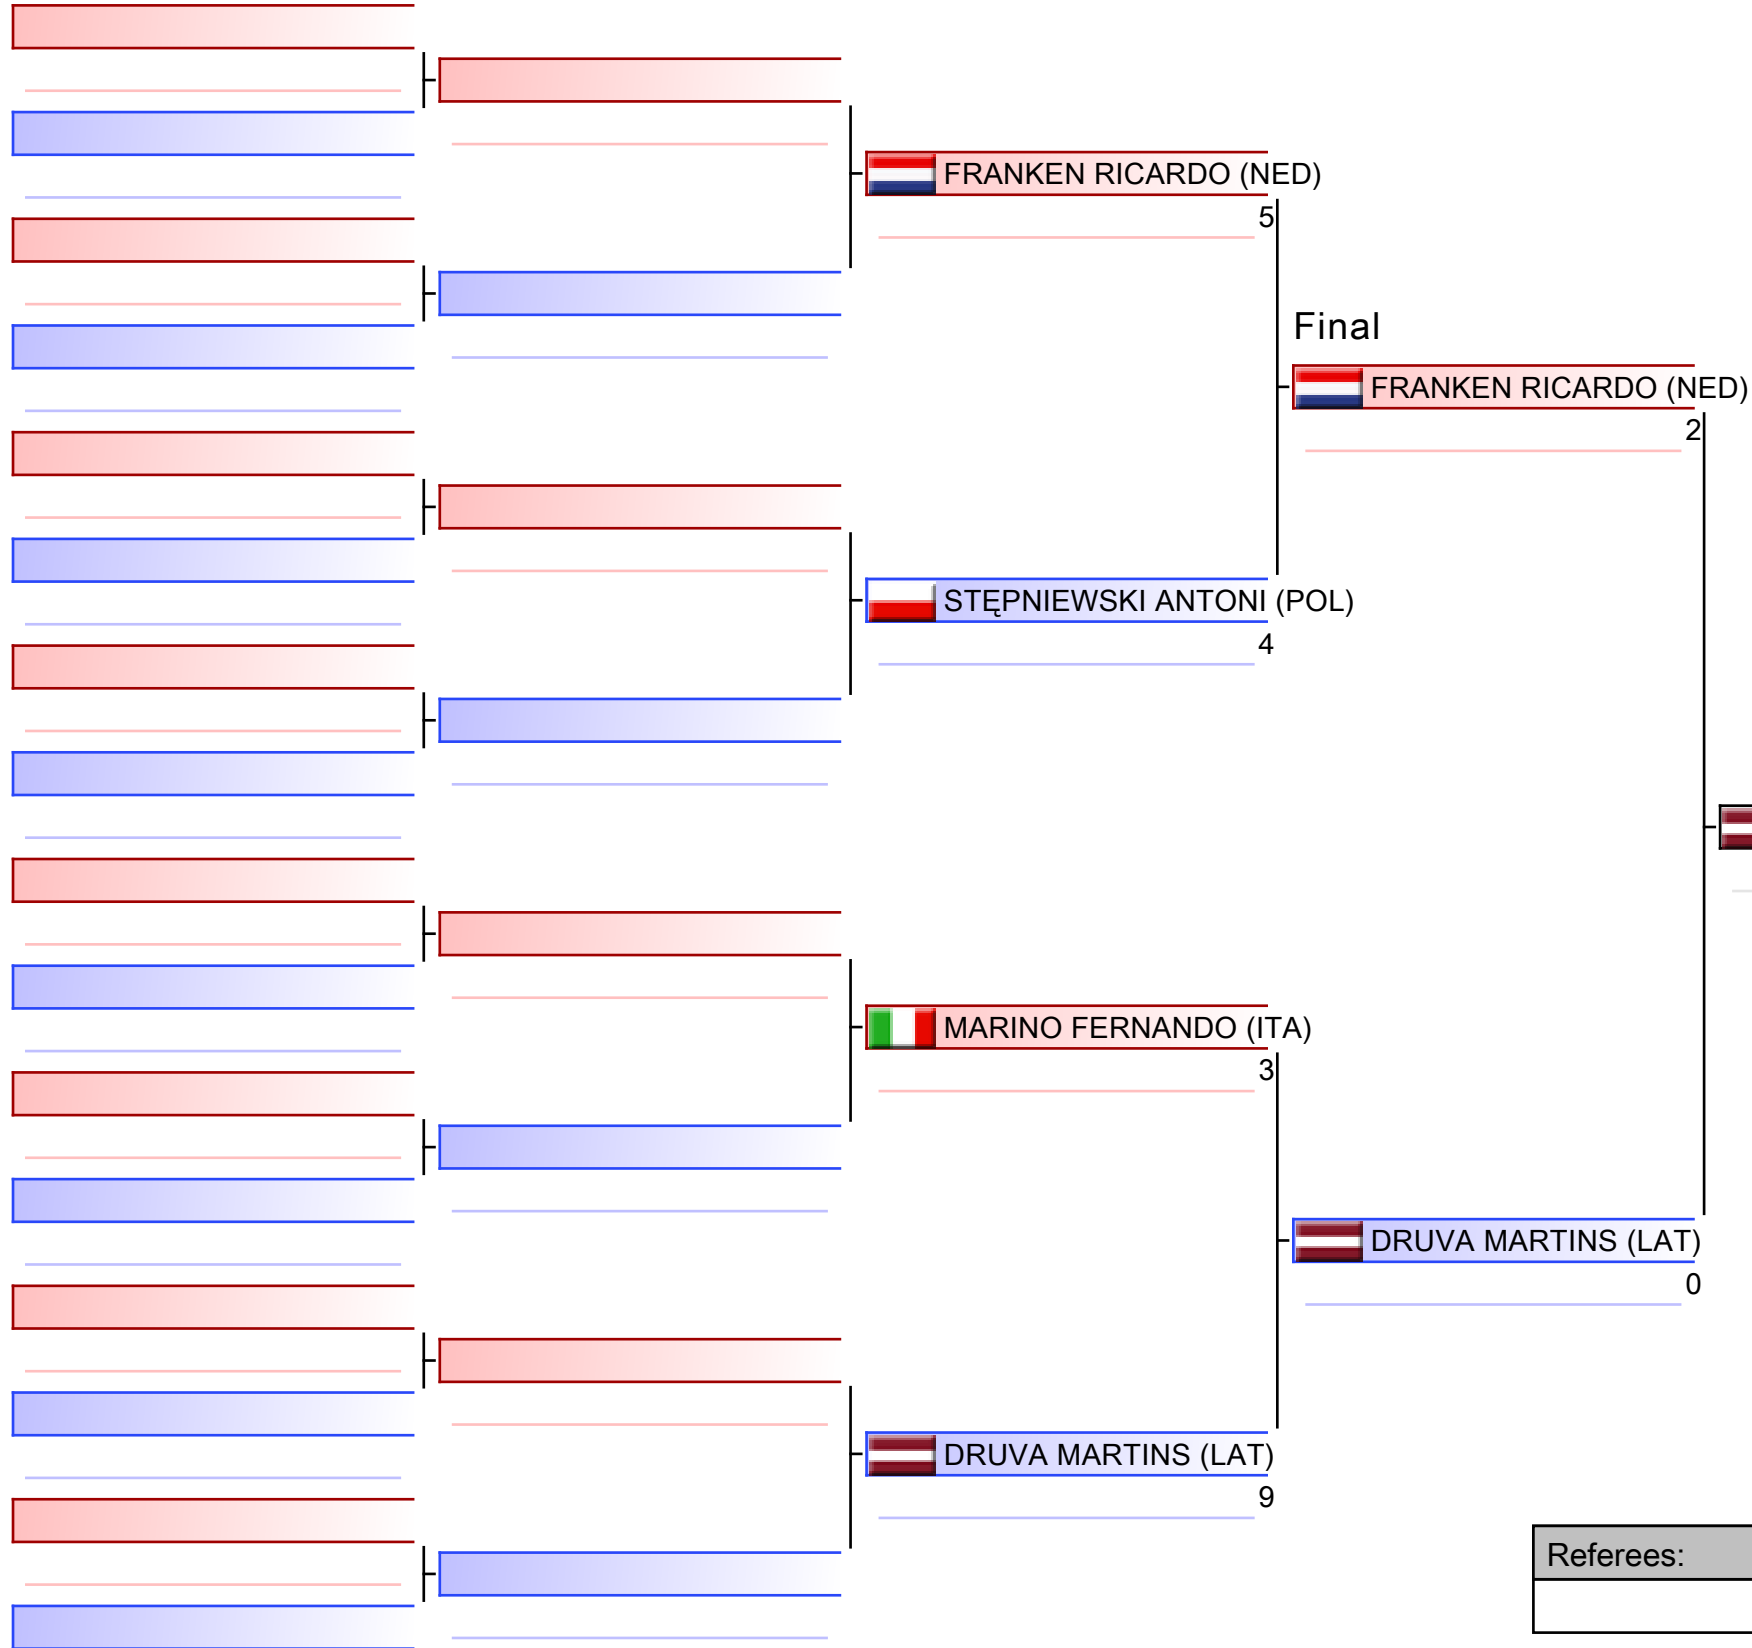 FRANKEN RICARDO (NED)
5
Final
FRANKEN RICARDO (NED)
2
STĘPNIEWSKI ANTONI (POL)
4
MARINO FERNANDO (ITA)
3
DRUVA MARTINS (LAT)
0
DRUVA MARTINS (LAT)
9
Referees: